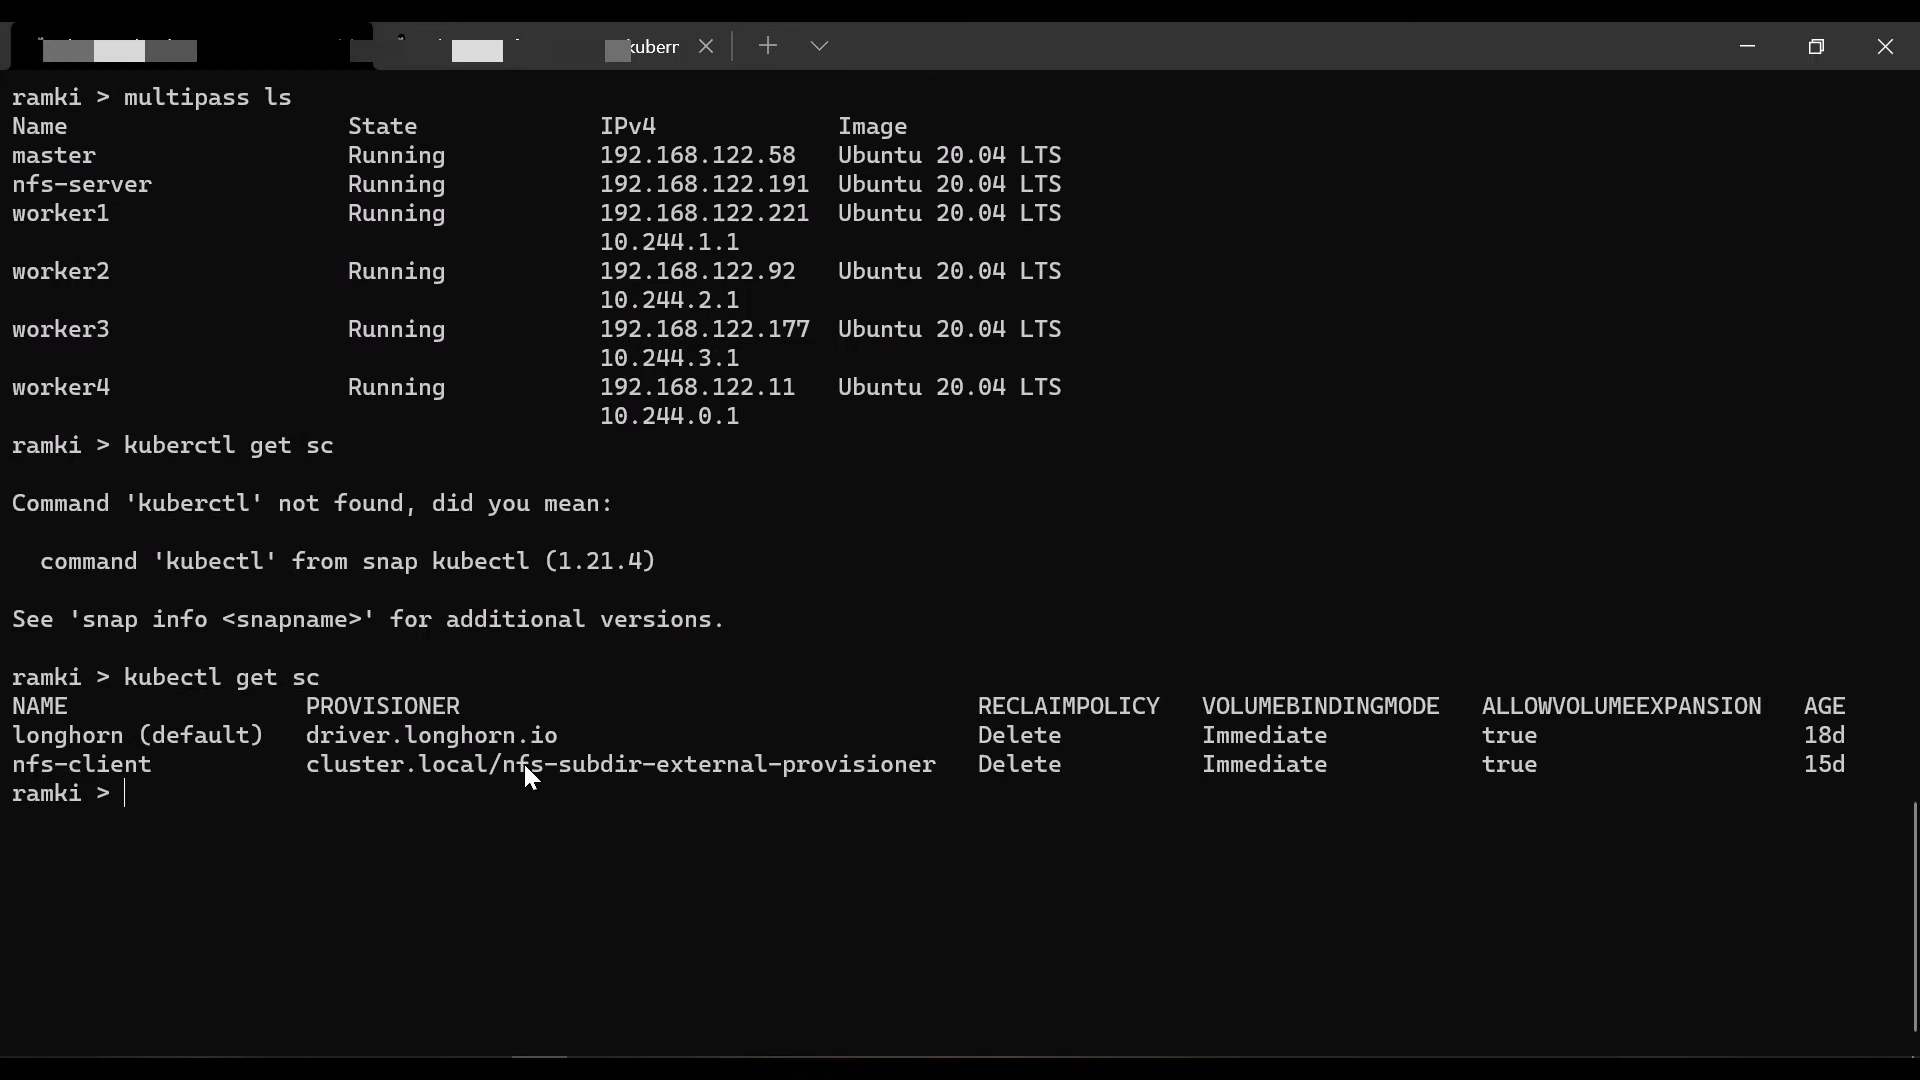 kubern
ramki > multipass ls
Name State IPv4 Image
master Running 192.168.122.58 Ubuntu 20.04 LTS
nfs-server Running 192.168.122.191 Ubuntu 20.04 LTS
worker1 Running 192.168.122.221 Ubuntu 20.04 LTS
10.244.1.1
worker2 Running 192.168.122.92 Ubuntu 20.04 LTS
10.244.2.1
worker3 Running 192.168.122.177 Ubuntu 20.04 LTS
10.244.3.1
worker4 Running 192.168.122.11 Ubuntu 20.04 LTS
10.244.0.1
ramki > kuberctl get sc
Command 'kuberctl' not found, did you mean:
command 'kubectl' from snap kubectl (1.21.4)
See 'snap info <snapname>' for additional versions.
ramki > kubectl get sc
NAME PROVISIONER RECLAIMPOLICY VOLUMEBINDINGMODE ALLOWVOLUMEEXPANSION AGE
longhorn (default) driver.longhorn.io Delete Immediate true 18d
nfs-client cluster.local/nfs-subdir-external-provisioner Delete Immediate true 15d
ramki >